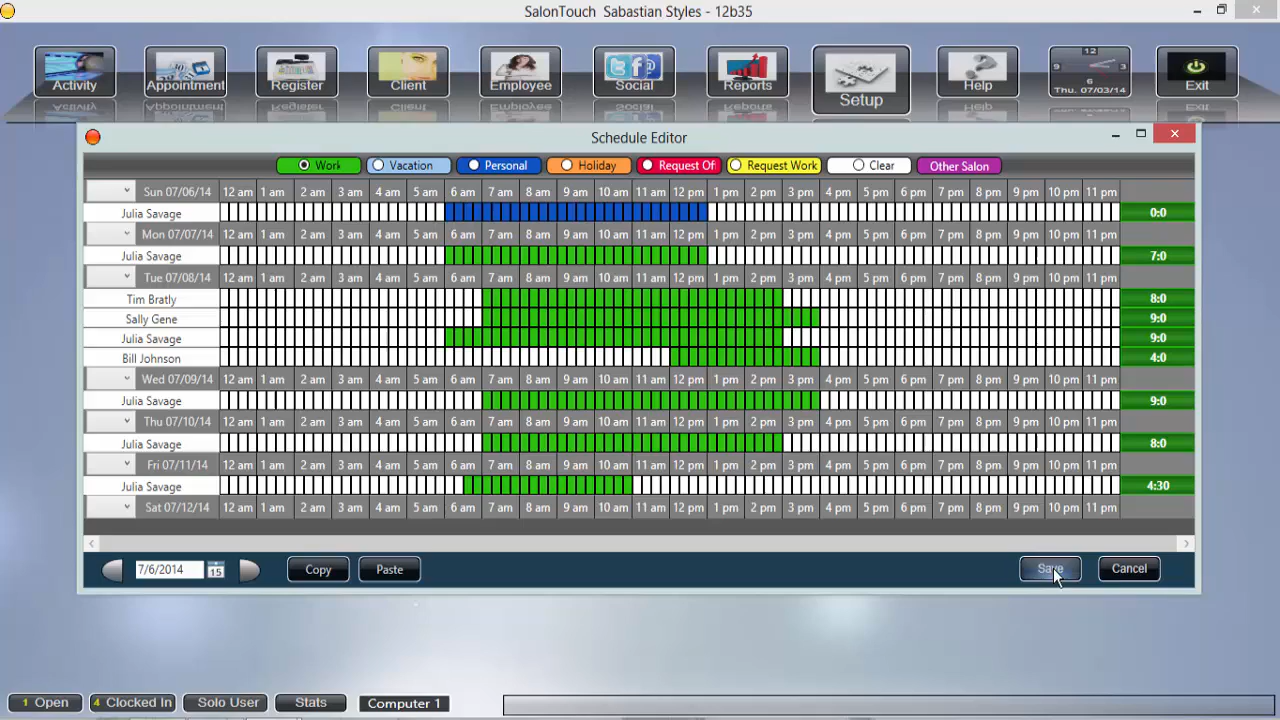 SalonTouch  Sabastian Styles - 12b35
Activity Appointment Register Client Employee Social Reports Setup Help Thu. 07/03/14 Exit
12
9 3
6
Schedule Editor
Work Vacation Personal Holiday Request Of Request Work Clear Other Salon
Sun 07/06/14 12 am 1 am 2 am 3 am 4 am 5 am 6 am 7 am 8 am 9 am 10 am 11 am 12 pm 1 pm 2 pm 3 pm 4 pm 5 pm 6 pm 7 pm 8 pm 9 pm 10 pm 11 pm
Julia Savage 0:0
Mon 07/07/14 12 am 1 am 2 am 3 am 4 am 5 am 6 am 7 am 8 am 9 am 10 am 11 am 12 pm 1 pm 2 pm 3 pm 4 pm 5 pm 6 pm 7 pm 8 pm 9 pm 10 pm 11 pm
Julia Savage 7:0
Tue 07/08/14 12 am 1 am 2 am 3 am 4 am 5 am 6 am 7 am 8 am 9 am 10 am 11 am 12 pm 1 pm 2 pm 3 pm 4 pm 5 pm 6 pm 7 pm 8 pm 9 pm 10 pm 11 pm
Tim Bratly 8:0
Sally Gene 9:0
Julia Savage 9:0
Bill Johnson 4:0
Wed 07/09/14 12 am 1 am 2 am 3 am 4 am 5 am 6 am 7 am 8 am 9 am 10 am 11 am 12 pm 1 pm 2 pm 3 pm 4 pm 5 pm 6 pm 7 pm 8 pm 9 pm 10 pm 11 pm
Julia Savage 9:0
Thu 07/10/14 12 am 1 am 2 am 3 am 4 am 5 am 6 am 7 am 8 am 9 am 10 am 11 am 12 pm 1 pm 2 pm 3 pm 4 pm 5 pm 6 pm 7 pm 8 pm 9 pm 10 pm 11 pm
Julia Savage 8:0
Fri 07/11/14 12 am 1 am 2 am 3 am 4 am 5 am 6 am 7 am 8 am 9 am 10 am 11 am 12 pm 1 pm 2 pm 3 pm 4 pm 5 pm 6 pm 7 pm 8 pm 9 pm 10 pm 11 pm
Julia Savage 4:30
Sat 07/12/14 12 am 1 am 2 am 3 am 4 am 5 am 6 am 7 am 8 am 9 am 10 am 11 am 12 pm 1 pm 2 pm 3 pm 4 pm 5 pm 6 pm 7 pm 8 pm 9 pm 10 pm 11 pm
7/6/2014 15 Copy Paste Save Cancel
1 Open 4 Clocked In Solo User Stats Computer 1